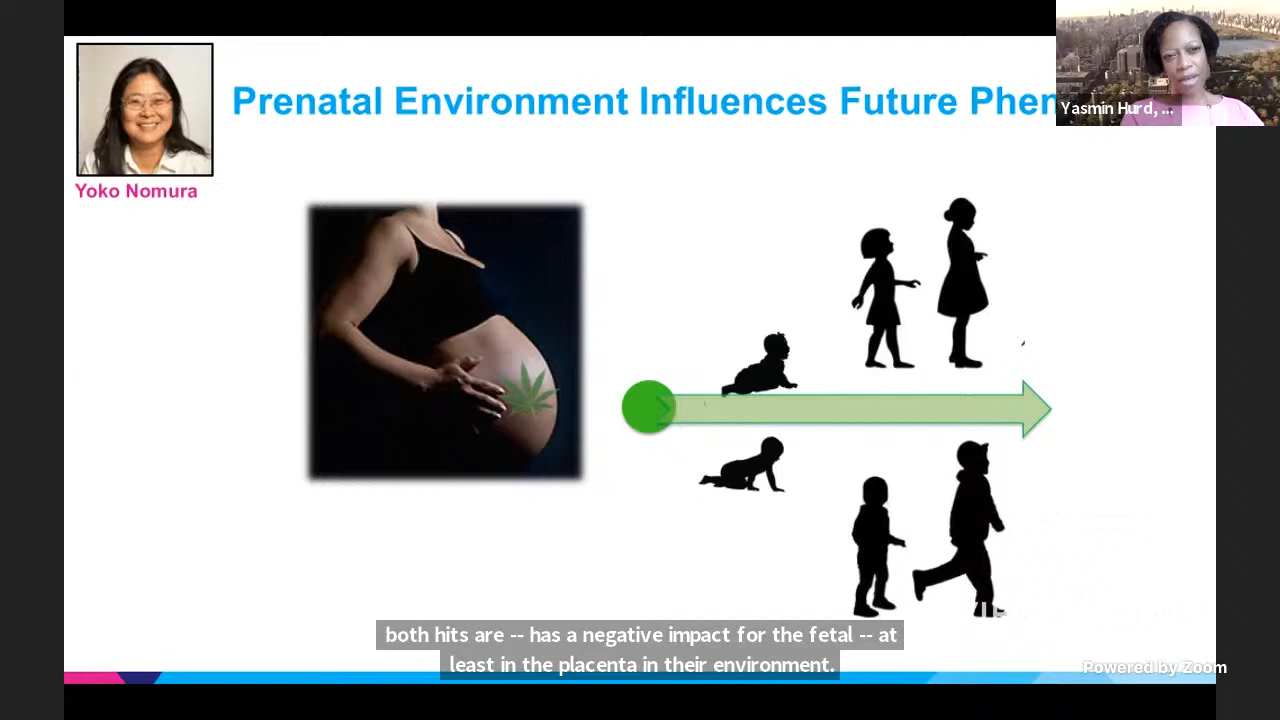 Prenatal Environment Influences Future Phen
Yasmin Hurd, ...
Yoko Nomura
both hits are -- has a negative impact for the fetal -- at
least in the placenta in their environment.
Powered by Zoom